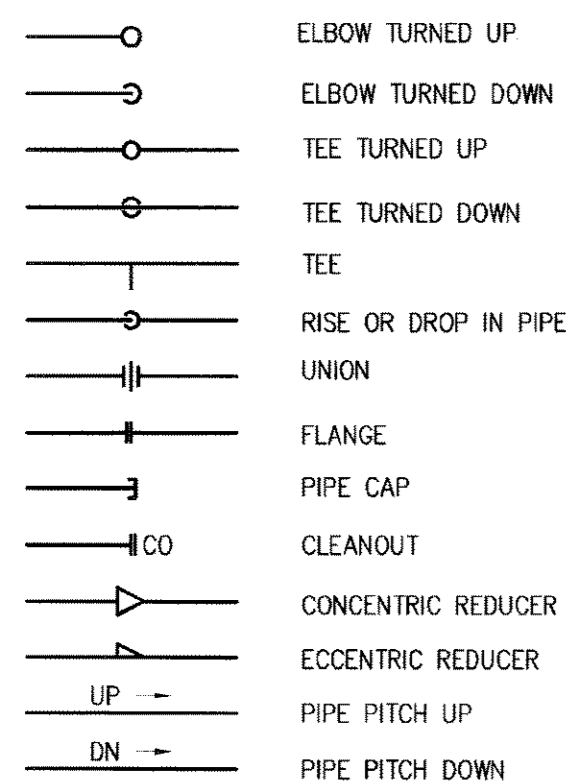 ELBOW TURNED UP
ELBOW TURNED DOWN
TEE TURNED UP
TEE TURNED DOWN
TEE
RISE OR DROP IN PIPE
UNION
FLANGE
PIPE CAP
CO CLEANOUT
CONCENTRIC REDUCER
ECCENTRIC REDUCER
UP
PIPE PITCH UP
DN
PIPE PITCH DOWN